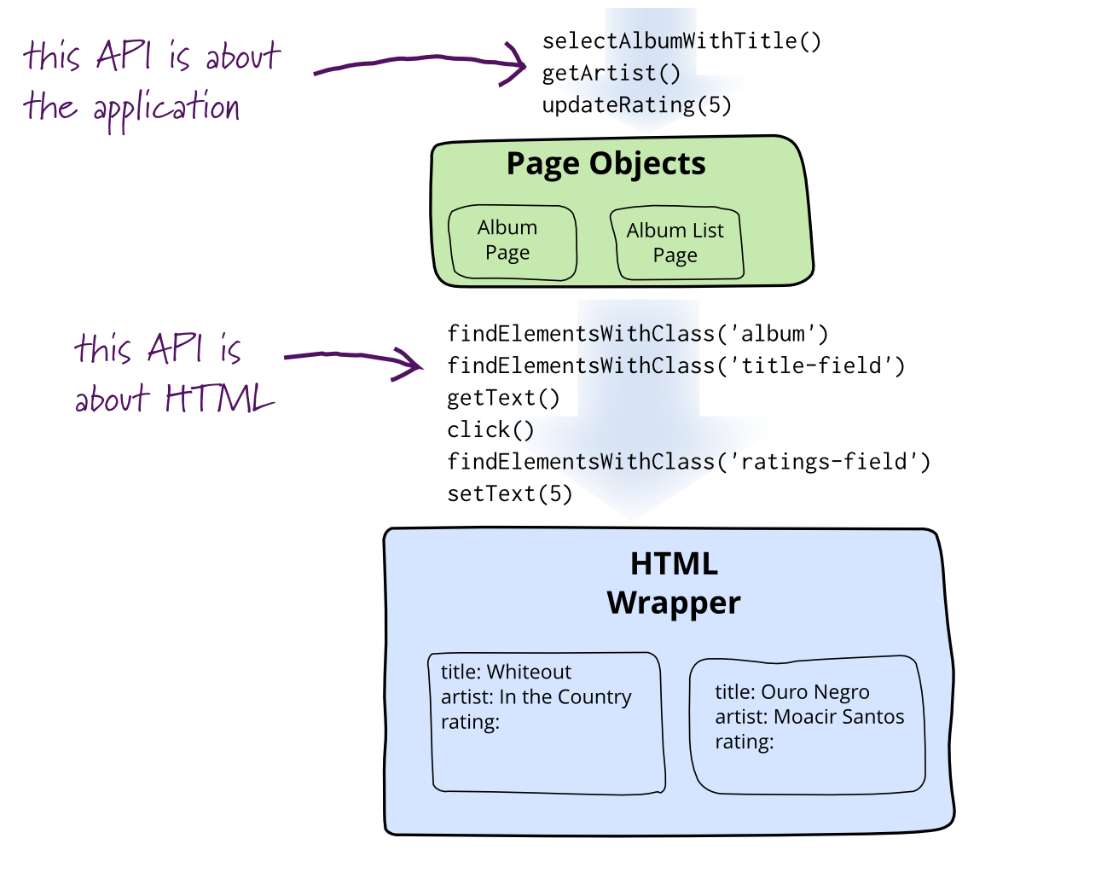 this API is about
the application
selectAlbumWithTitle()
getArtist()
updateRating(5)
Page Objects
Album
Page
Album List
Page
this API is
about HTML
findElementsWithClass('album')
findElementsWithClass('title-field')
getText()
click()
findElementsWithClass('ratings-field')
setText(5)
HTML
Wrapper
title: Whiteout
artist: In the Country
rating:
title: Ouro Negro
artist: Moacir Santos
rating: